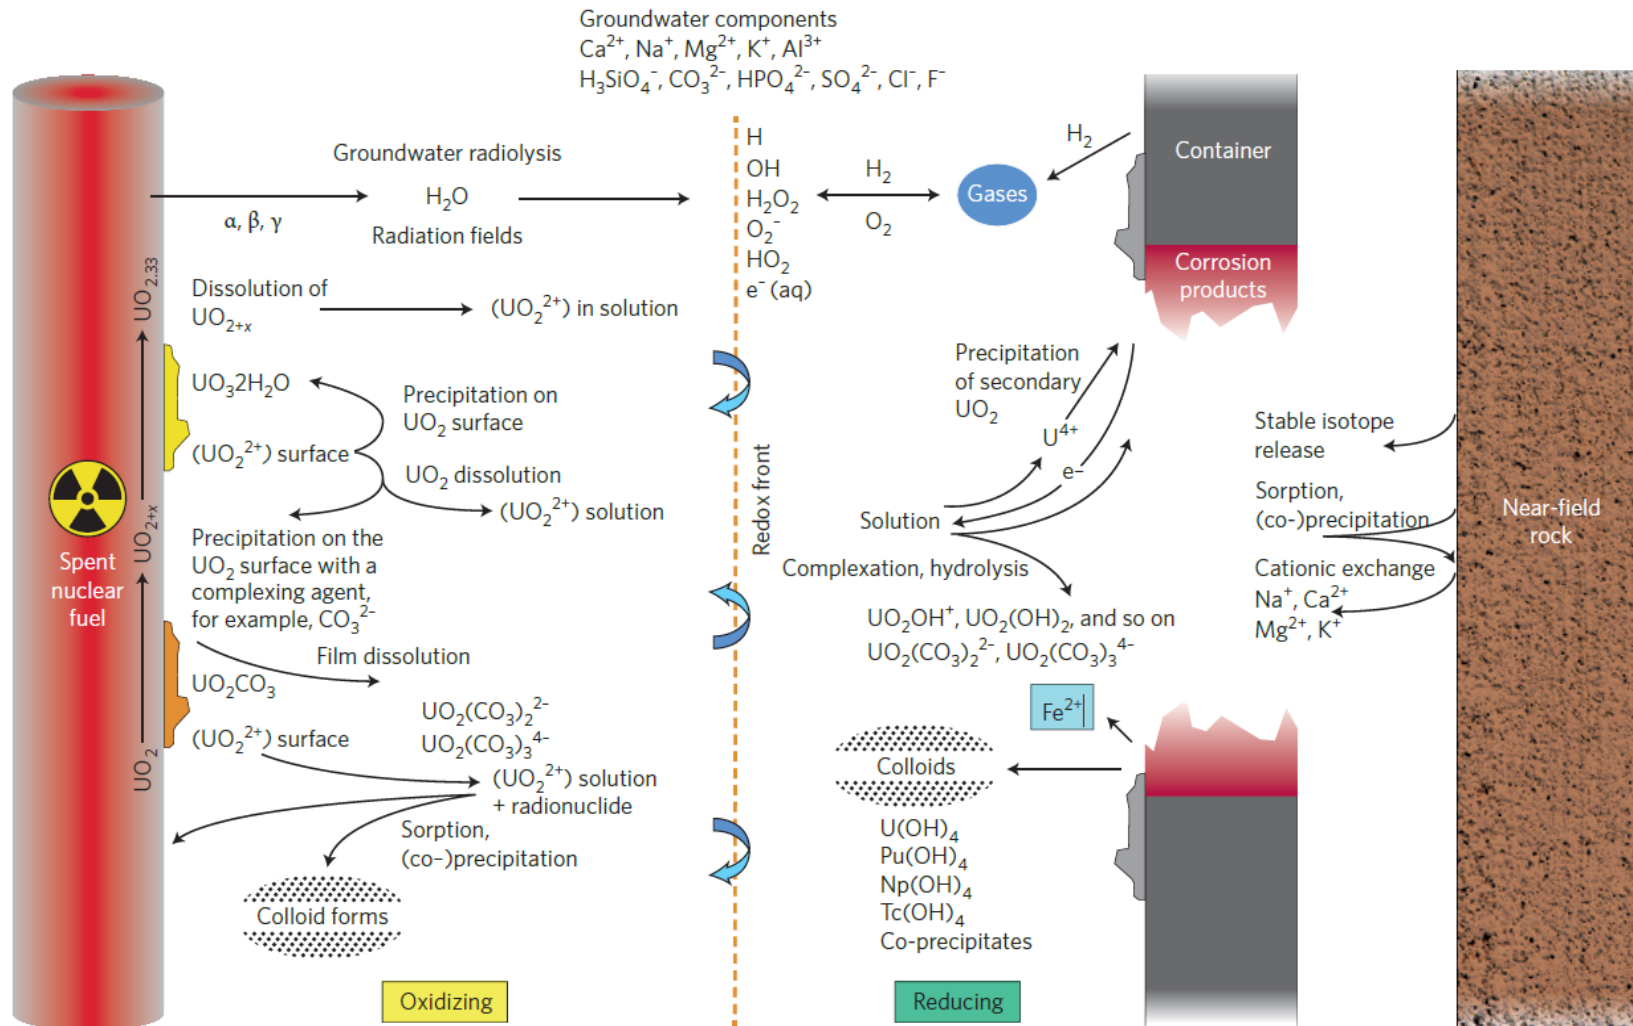 Groundwater components
Ca²⁺, Na⁺, Mg²⁺, K⁺, Al³⁺
H₃SiO₄⁻, CO₃²⁻, HPO₄²⁻, SO₄²⁻, Cl⁻, F⁻
Groundwater radiolysis
H₂O
α, β, γ
Radiation fields
H
OH
H₂O₂
O₂⁻
HO₂
e⁻ (aq)
H₂
O₂
Gases
H₂
Container
Corrosion
products
UO₂.₃₃
UO₂₊ₓ
UO₂
Spent
nuclear
fuel
Dissolution of
UO₂₊ₓ
(UO₂²⁺) in solution
UO₃2H₂O
Precipitation on
UO₂ surface
(UO₂²⁺) surface
UO₂ dissolution
(UO₂²⁺) solution
Precipitation on the
UO₂ surface with a
complexing agent,
for example, CO₃²⁻
Film dissolution
UO₂CO₃
UO₂(CO₃)₂²⁻
UO₂(CO₃)₃⁴⁻
(UO₂²⁺) surface
(UO₂²⁺) solution
+ radionuclide
Sorption,
(co-)precipitation
Colloid forms
Oxidizing
Redox front
Precipitation
of secondary
UO₂
U⁴⁺
e–
Solution
Complexation, hydrolysis
UO₂OH⁺, UO₂(OH)₂, and so on
UO₂(CO₃)₂²⁻, UO₂(CO₃)₃⁴⁻
Fe²⁺
Colloids
U(OH)₄
Pu(OH)₄
Np(OH)₄
Tc(OH)₄
Co-precipitates
Reducing
Stable isotope
release
Sorption,
(co-)precipitation
Cationic exchange
Na⁺, Ca²⁺
Mg²⁺, K⁺
Near-field
rock